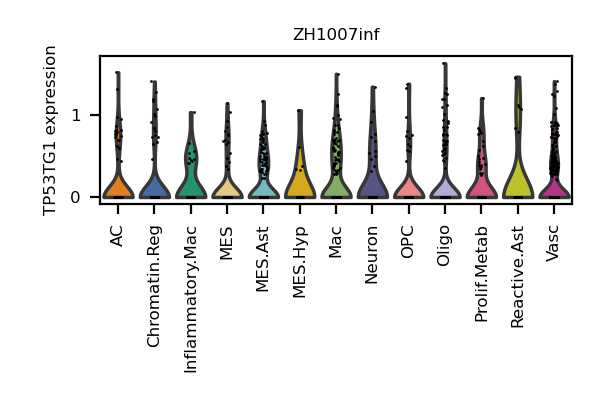 ZH1007inf
TP53TG1 expression
1
0
AC
Chromatin.Reg
Inflammatory.Mac
MES
MES.Ast
MES.Hyp
Mac
Neuron
OPC
Oligo
Prolif.Metab
Reactive.Ast
Vasc